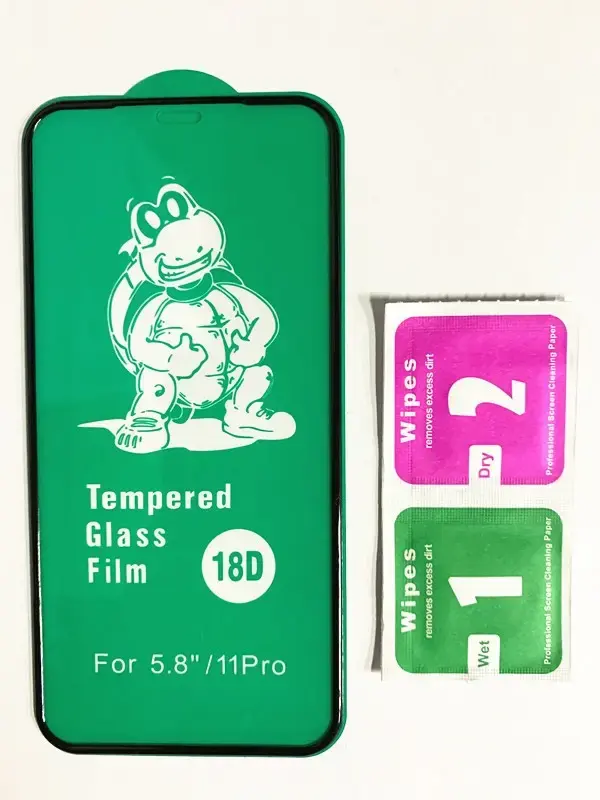 Tempered
Glass
Film
18D
For 5.8"/11Pro
Wipes
removes excess dirt
2
Dry
Professional Screen Cleaning Paper
Wipes
removes excess dirt
1
Wet
Professional Screen Cleaning Paper